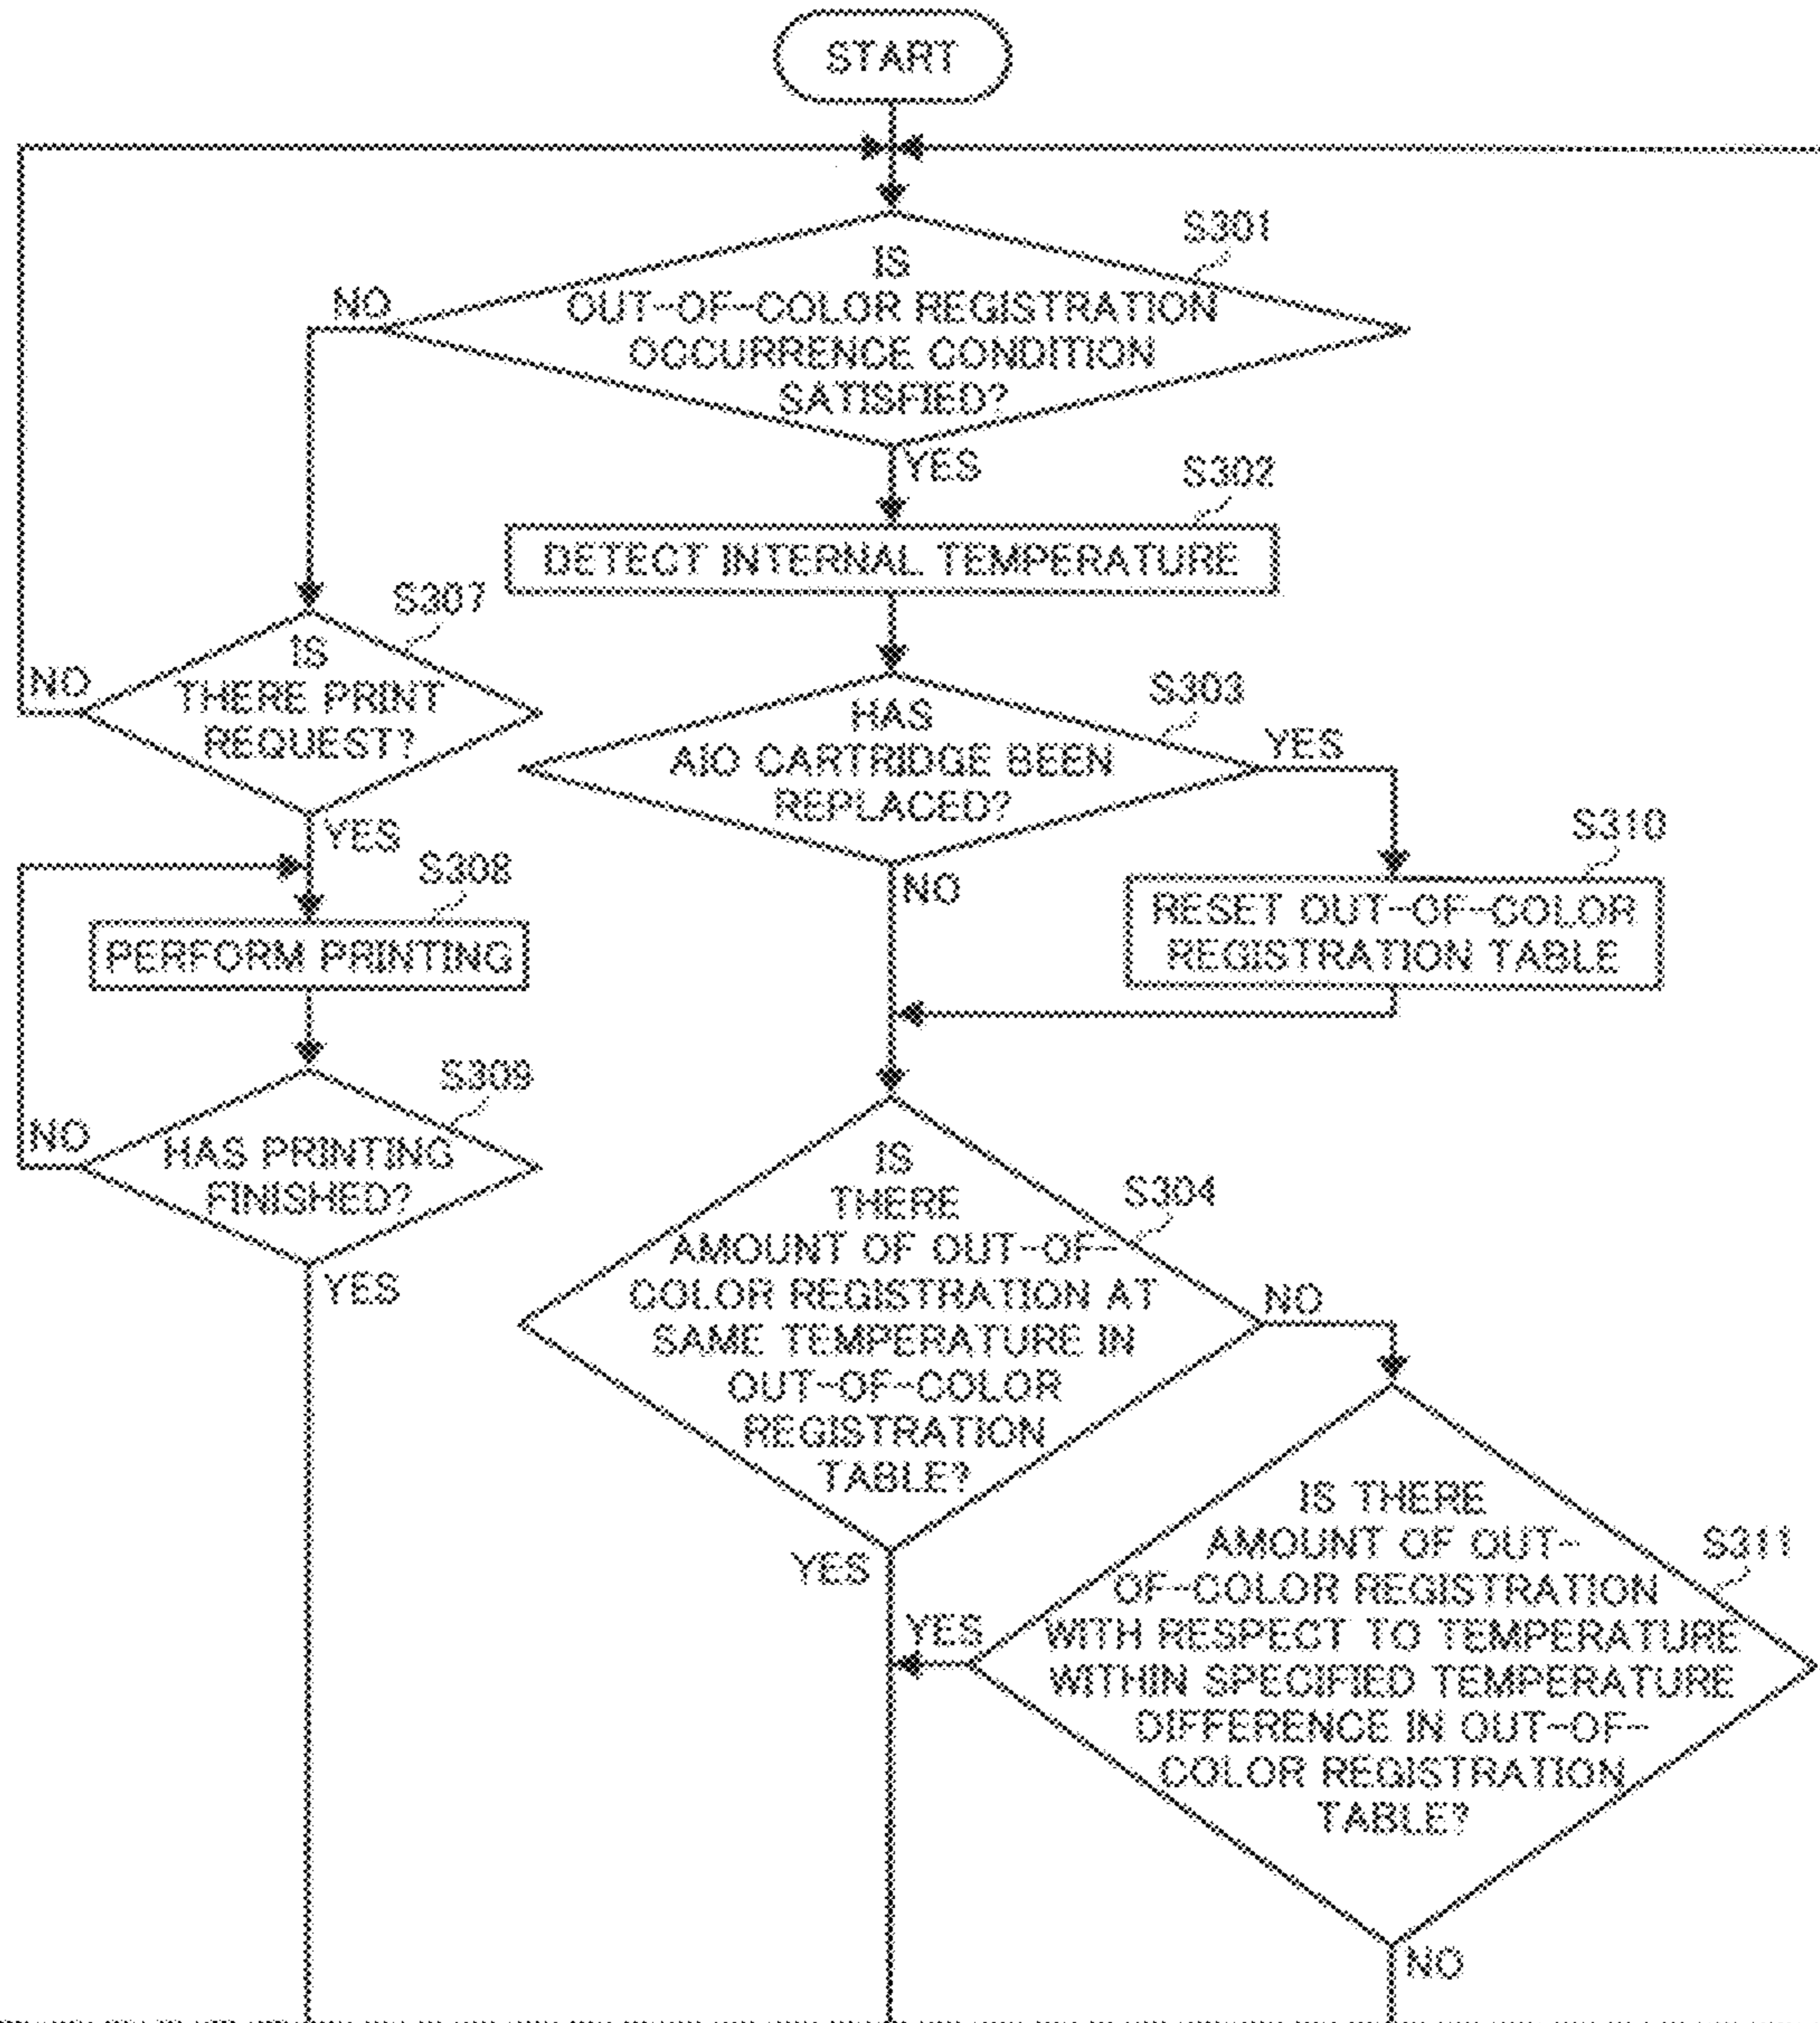 START
S301
IS
OUT-OF-COLOR REGISTRATION
OCCURRENCE CONDITION
SATISFIED?
NO
YES
S302
DETECT INTERNAL TEMPERATURE
S307
IS
THERE PRINT
REQUEST?
NO
YES
S303
HAS
AIO CARTRIDGE BEEN
REPLACED?
YES
NO
S310
RESET OUT-OF-COLOR
REGISTRATION TABLE
S308
PERFORM PRINTING
S309
HAS PRINTING
FINISHED?
NO
YES
S304
IS
THERE
AMOUNT OF OUT-OF-
COLOR REGISTRATION AT
SAME TEMPERATURE IN
OUT-OF-COLOR
REGISTRATION
TABLE?
NO
YES
S311
IS THERE
AMOUNT OF OUT-
OF-COLOR REGISTRATION
WITH RESPECT TO TEMPERATURE
WITHIN SPECIFIED TEMPERATURE
DIFFERENCE IN OUT-OF-
COLOR REGISTRATION
TABLE?
YES
NO